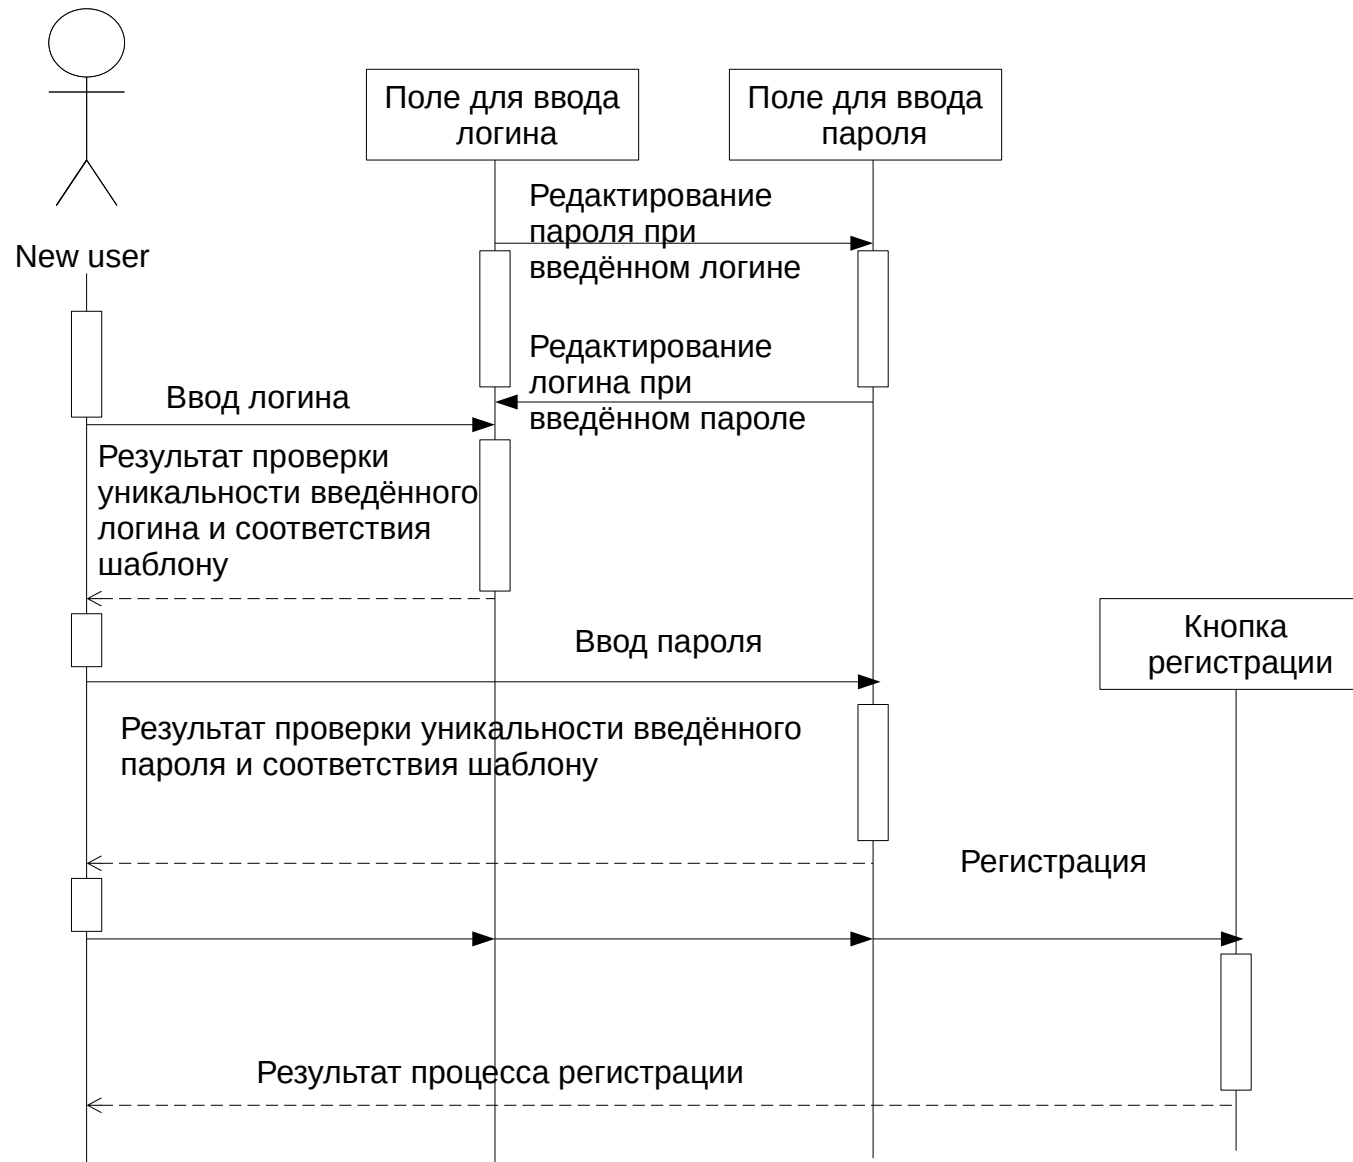 Поле для ввода
логина
Поле для ввода
пароля
Редактирование
пароля при
введённом логине
New user
Редактирование
логина при
введённом пароле
Ввод логина
Результат проверки
уникальности введённого
логина и соответствия
шаблону
Ввод пароля
Кнопка
регистрации
Результат проверки уникальности введённого
пароля и соответствия шаблону
Регистрация
Результат процесса регистрации